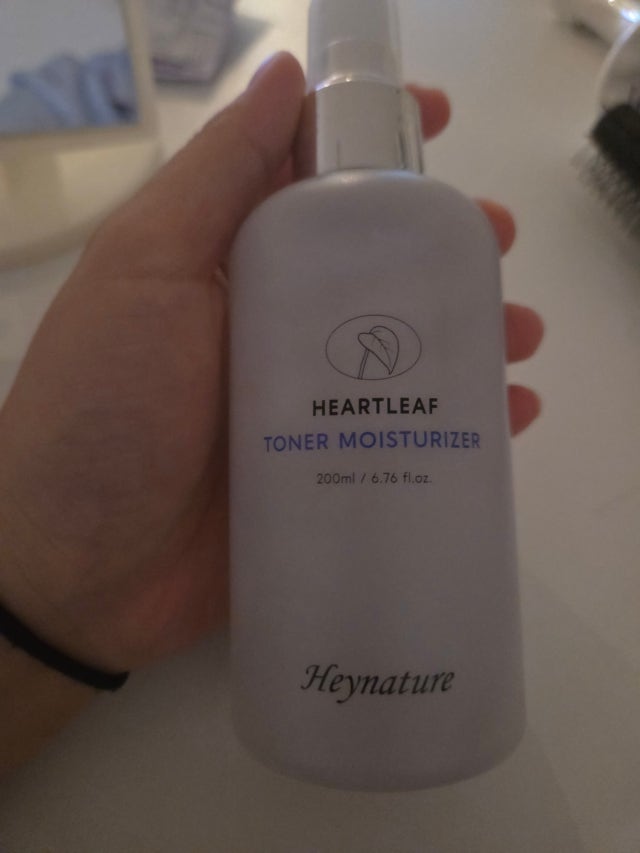 HEARTLEAF
TONER MOISTURIZER
200ml / 6.76 fl.oz.
Heynature